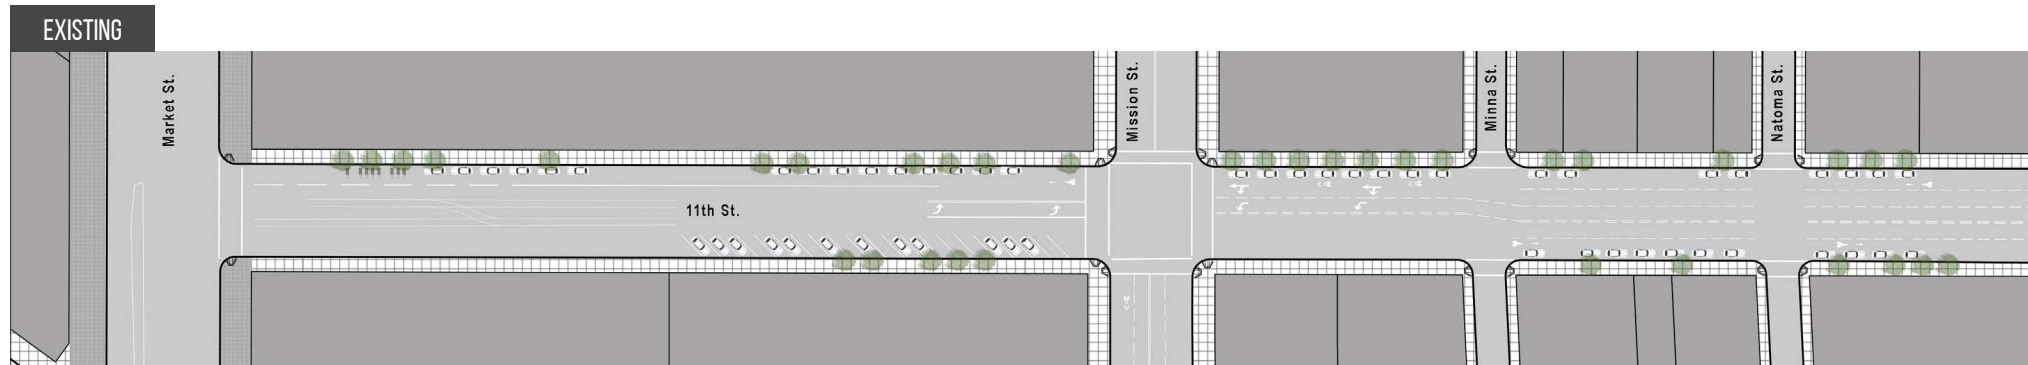 EXISTING
Market St.
Mission St.
Minna St.
Natoma St.
11th St.